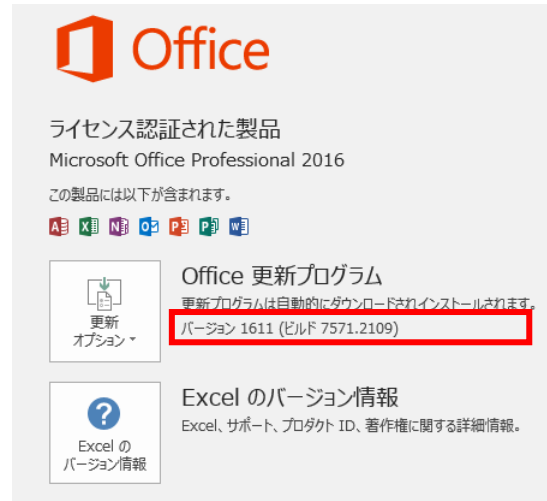 Office
ライセンス認証された製品
Microsoft Office Professional 2016
この製品には以下が含まれます。
Office 更新プログラム
更新プログラムは自動的にダウンロードされインストールされます。
更新
オプション
バージョン 1611 (ビルド 7571.2109)
Excel のバージョン情報
Excel、サポート、プロダクト ID、著作権に関する詳細情報。
Excel の
バージョン情報